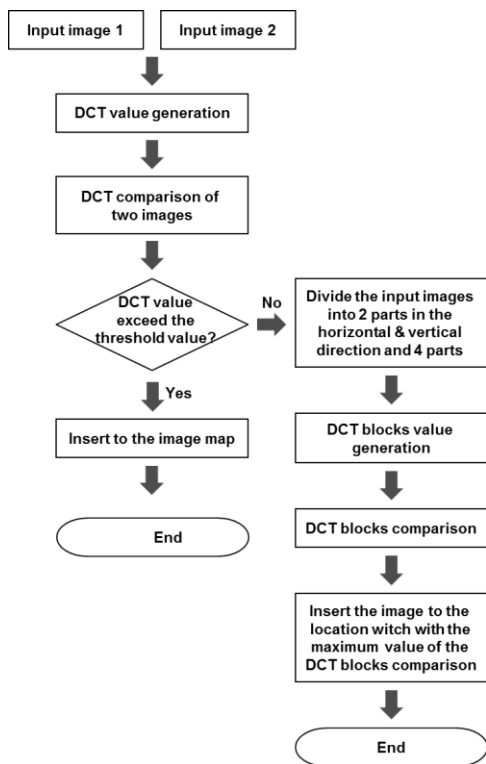 Input image 1
Input image 2
DCT value generation
DCT comparison of
two images
DCT value
exceed the
threshold value?
No
Yes
Insert to the image map
End
Divide the input images
into 2 parts in the
horizontal & vertical
direction and 4 parts
DCT blocks value
generation
DCT blocks comparison
Insert the image to the
location witch with the
maximum value of the
DCT blocks comparison
End